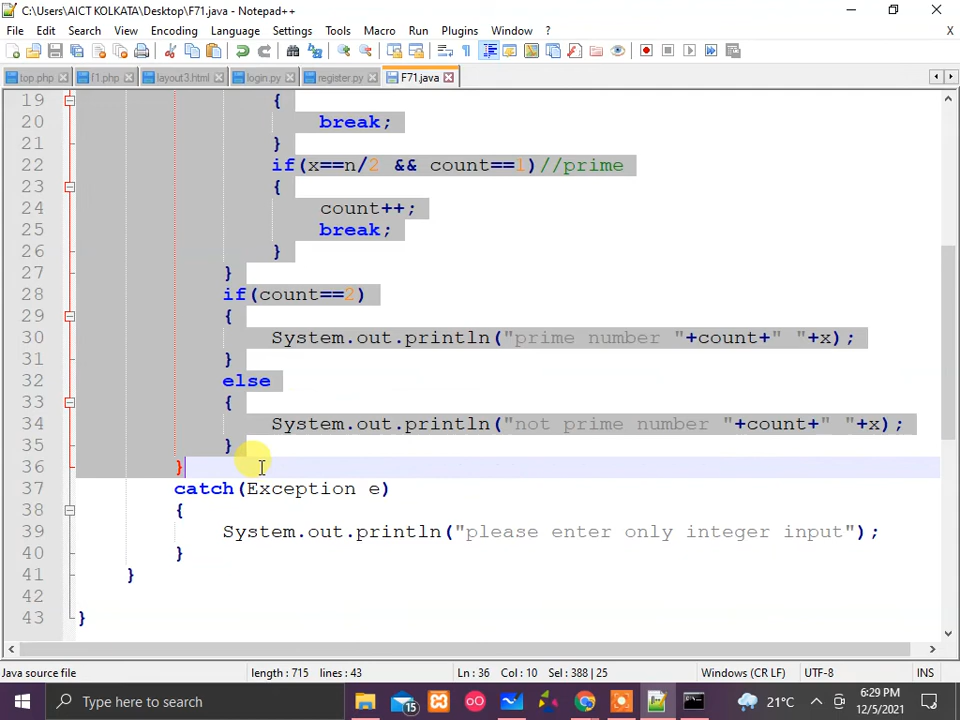 C:\Users\AICT KOLKATA\Desktop\F71.java - Notepad++
File Edit Search View Encoding Language Settings Tools Macro Run Plugins Window ? X
top.php f1.php layout3.html login.py register.py F71.java
19 {
20 break;
21 }
22 if(x==n/2 && count==1)//prime
23 {
24 count++;
25 break;
26 }
27 }
28 if(count==2)
29 {
30 System.out.println("prime number "+count+" "+x);
31 }
32 else
33 {
34 System.out.println("not prime number "+count+" "+x);
35 }
36 }
37 catch(Exception e)
38 {
39 System.out.println("please enter only integer input");
40 }
41 }
42
43 }
Java source file length : 715 lines : 43 Ln : 36 Col : 10 Sel : 388 | 25 Windows (CR LF) UTF-8 INS
Type here to search 15 21°C 6:29 PM
12/5/2021